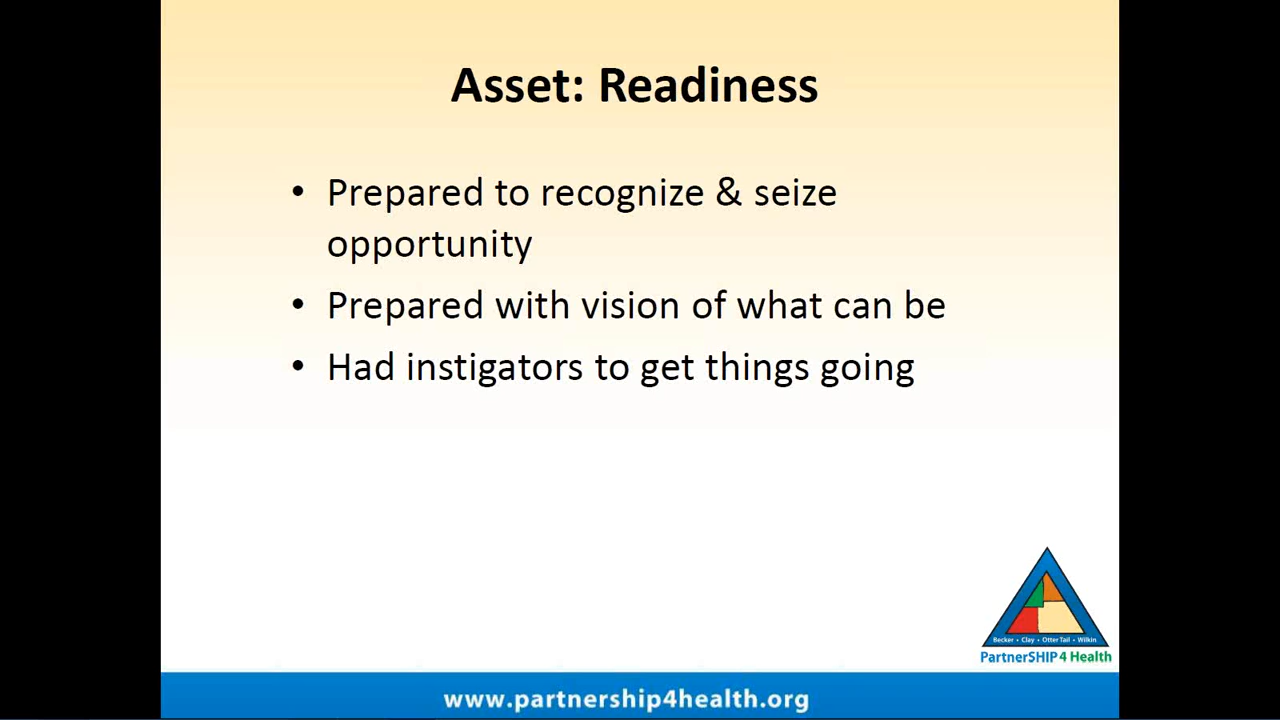 Asset: Readiness
• Prepared to recognize & seize
opportunity
• Prepared with vision of what can be
• Had instigators to get things going
Becker • Clay • Otter Tail • Wilkin
PartnerSHIP 4 Health
www.partnership4health.org